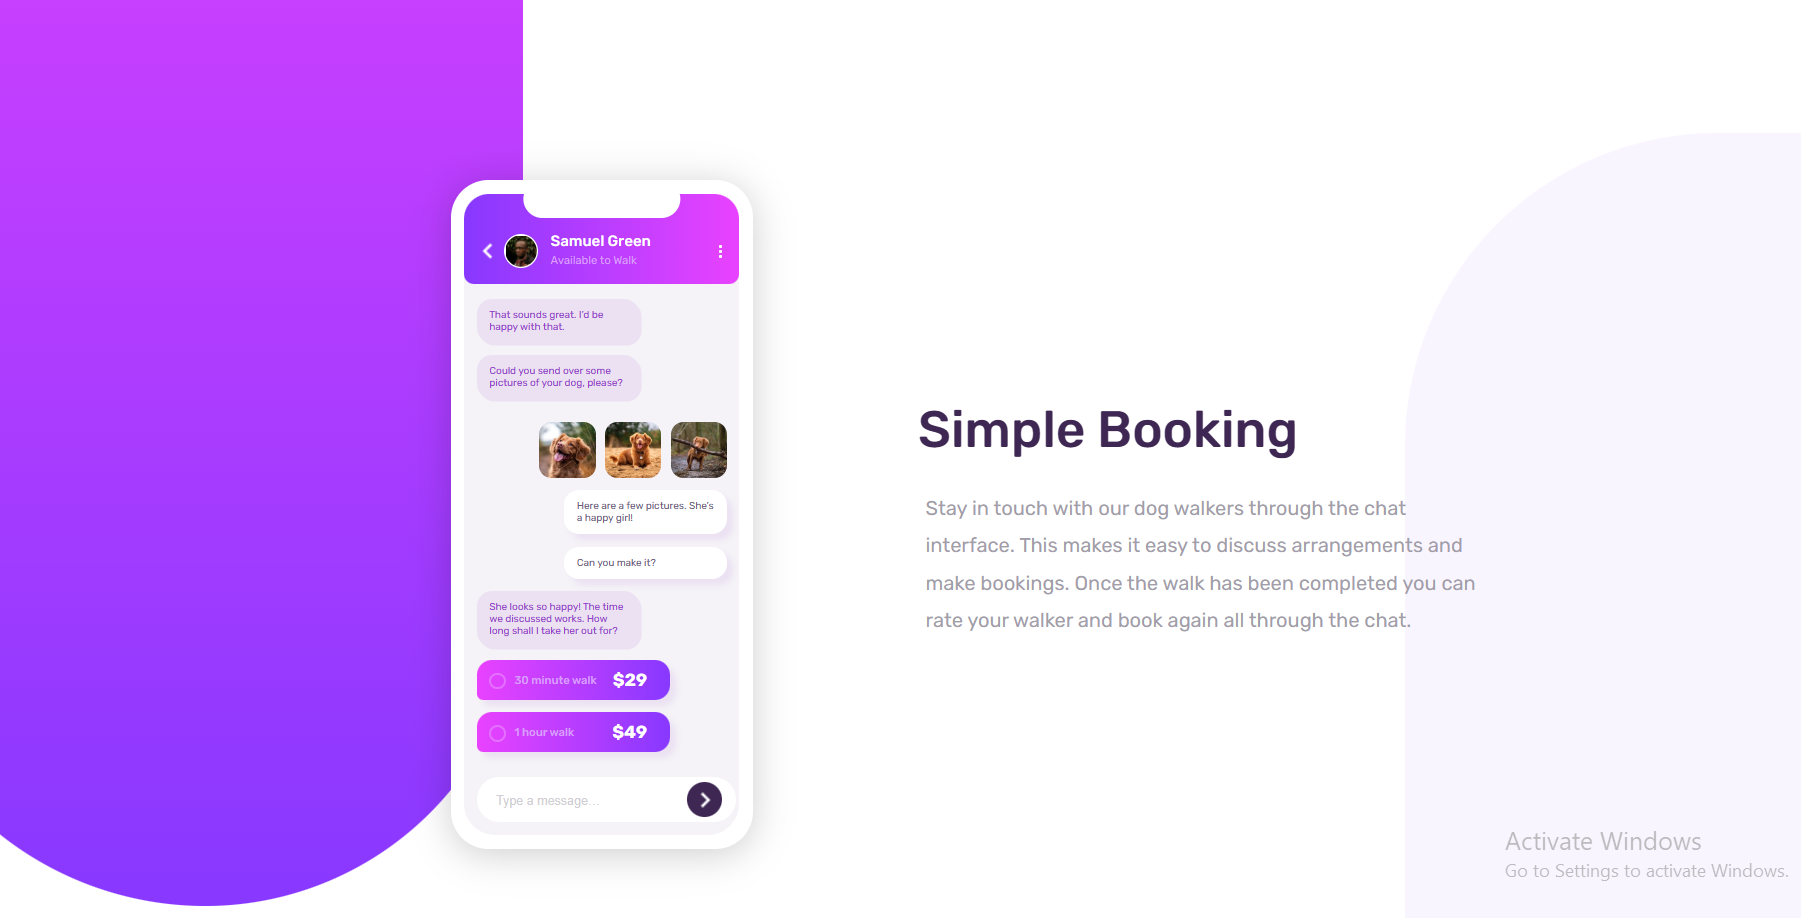 Samuel Green
Available to Walk
That sounds great. I'd be
happy with that.
Could you send over some
pictures of your dog, please?
Here are a few pictures. She's
a happy girl!
Can you make it?
She looks so happy! The time
we discussed works. How
long shall I take her out for?
30 minute walk $29
1 hour walk $49
Type a message...
Simple Booking
Stay in touch with our dog walkers through the chat
interface. This makes it easy to discuss arrangements and
make bookings. Once the walk has been completed you can
rate your walker and book again all through the chat.
Activate Windows
Go to Settings to activate Windows.